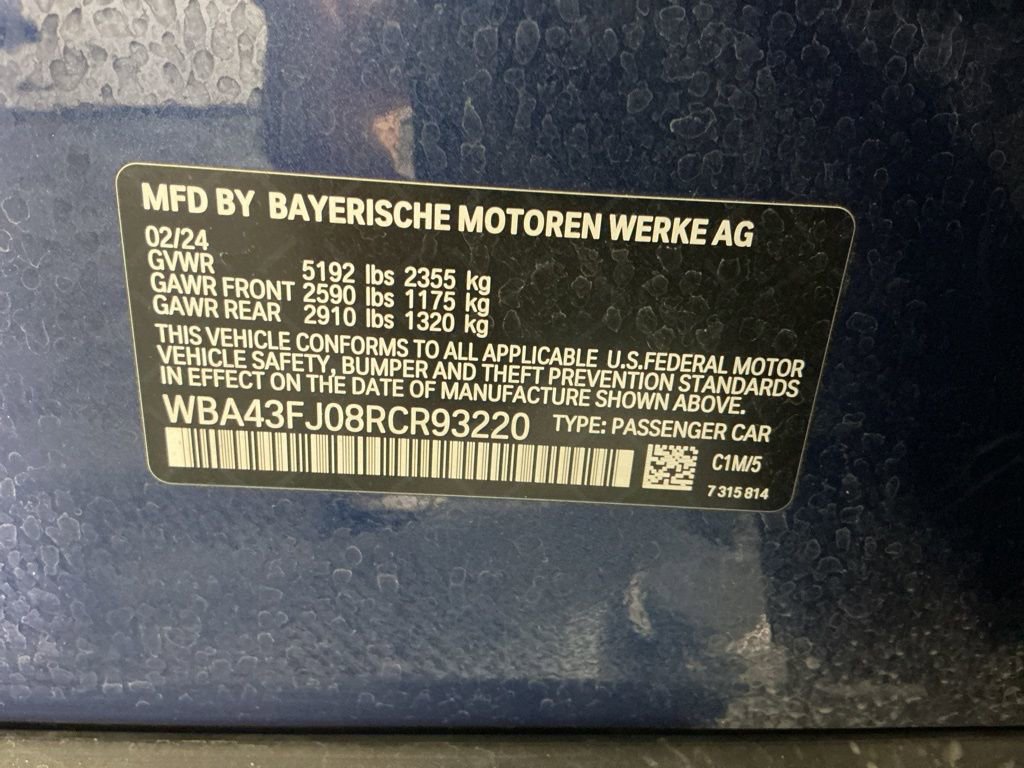 MFD BY BAYERISCHE MOTOREN WERKE AG
02/24
GVWR 5192 lbs 2355 kg
GAWR FRONT 2590 lbs 1175 kg
GAWR REAR 2910 lbs 1320 kg
THIS VEHICLE CONFORMS TO ALL APPLICABLE U.S.FEDERAL MOTOR
VEHICLE SAFETY, BUMPER AND THEFT PREVENTION STANDARDS
IN EFFECT ON THE DATE OF MANUFACTURE SHOWN ABOVE.
WBA43FJ08RCR93220 TYPE: PASSENGER CAR
C1M/5
7 315 814